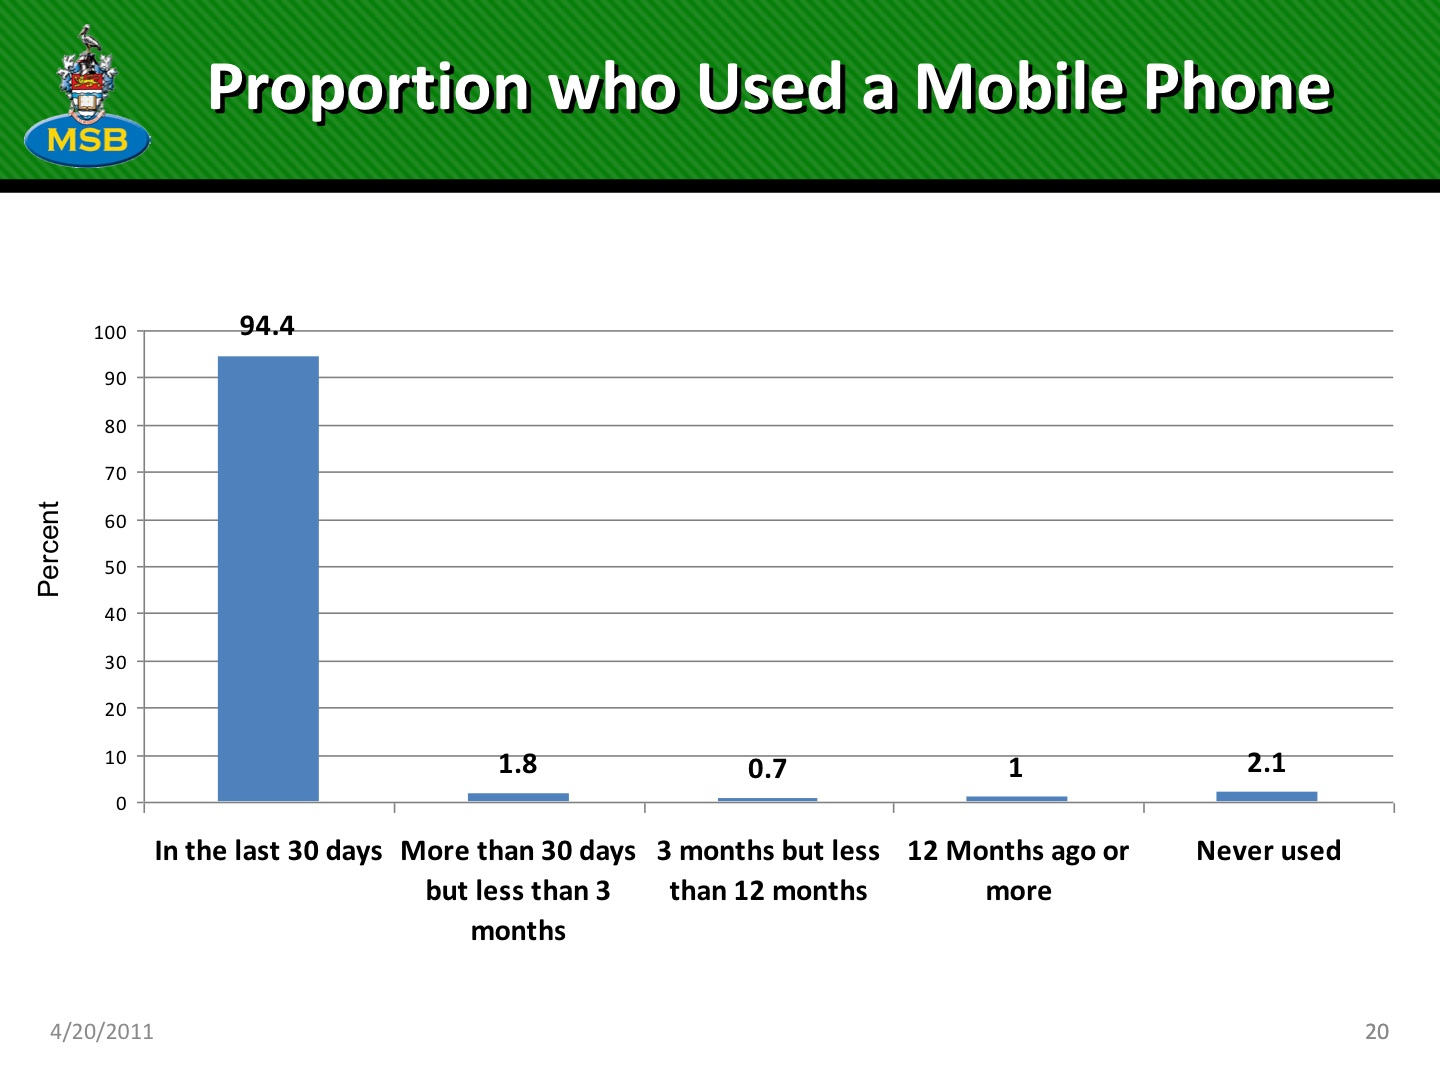 MSB
Proportion who Used a Mobile Phone
Percent
100
90
80
70
60
50
40
30
20
10
0
94.4
1.8
0.7
1
2.1
In the last 30 days
More than 30 days
but less than 3
months
3 months but less
than 12 months
12 Months ago or
more
Never used
4/20/2011
20